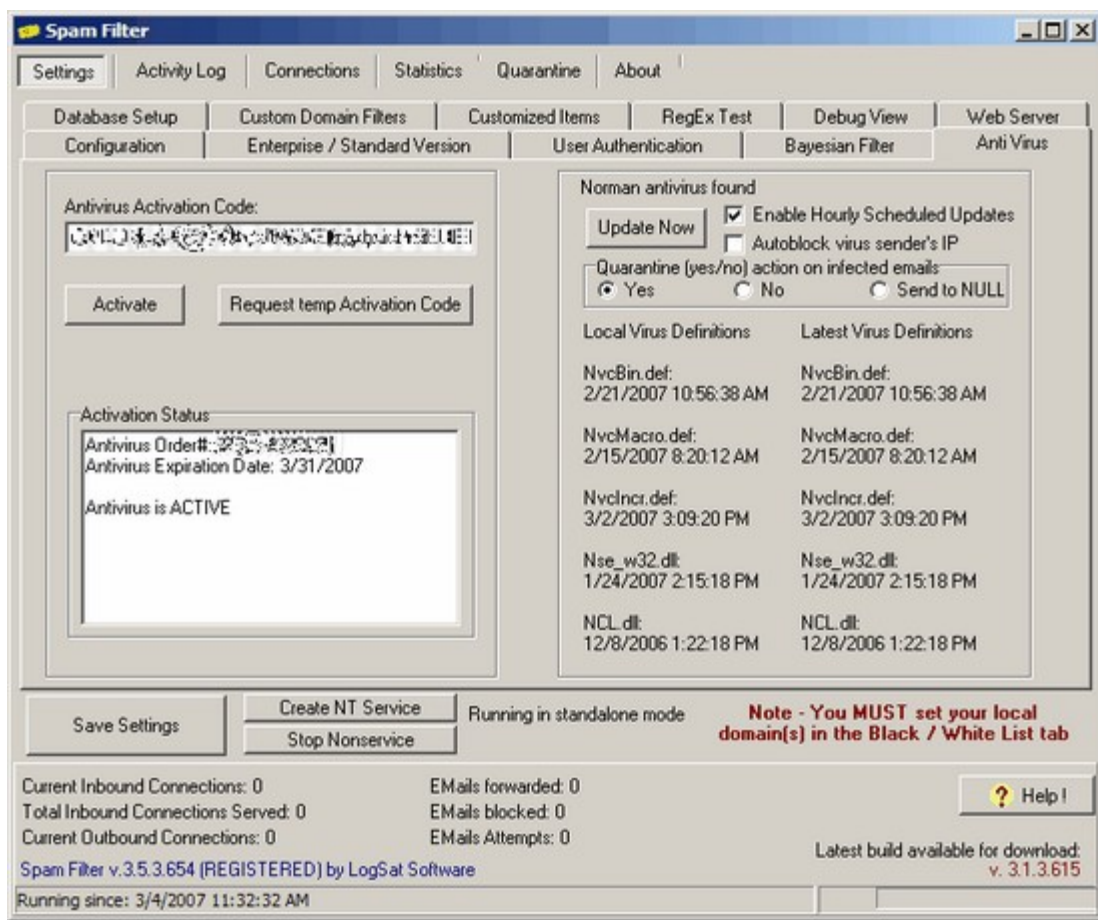 Spam Filter
Settings Activity Log Connections Statistics Quarantine About
Database Setup Custom Domain Filters Customized Items RegEx Test Debug View Web Server
Configuration Enterprise / Standard Version User Authentication Bayesian Filter Anti Virus
Antivirus Activation Code:
Activate Request temp Activation Code
Activation Status
Antivirus Order#:
Antivirus Expiration Date: 3/31/2007
Antivirus is ACTIVE
Norman antivirus found
Update Now
Enable Hourly Scheduled Updates
Autoblock virus sender's IP
Quarantine (yes/no) action on infected emails
Yes No Send to NULL
Local Virus Definitions Latest Virus Definitions
NvcBin.def: NvcBin.def:
2/21/2007 10:56:38 AM 2/21/2007 10:56:38 AM
NvcMacro.def: NvcMacro.def:
2/15/2007 8:20:12 AM 2/15/2007 8:20:12 AM
NvcIncr.def: NvcIncr.def:
3/2/2007 3:09:20 PM 3/2/2007 3:09:20 PM
Nse_w32.dll: Nse_w32.dll:
1/24/2007 2:15:18 PM 1/24/2007 2:15:18 PM
NCL.dll: NCL.dll:
12/8/2006 1:22:18 PM 12/8/2006 1:22:18 PM
Save Settings
Create NT Service
Stop Nonservice
Running in standalone mode
Note - You MUST set your local
domain(s) in the Black / White List tab
Current Inbound Connections: 0 EMails forwarded: 0
Total Inbound Connections Served: 0 EMails blocked: 0
Current Outbound Connections: 0 EMails Attempts: 0
Help !
Spam Filter v.3.5.3.654 (REGISTERED) by LogSat Software
Latest build available for download:
v. 3.1.3.615
Running since: 3/4/2007 11:32:32 AM